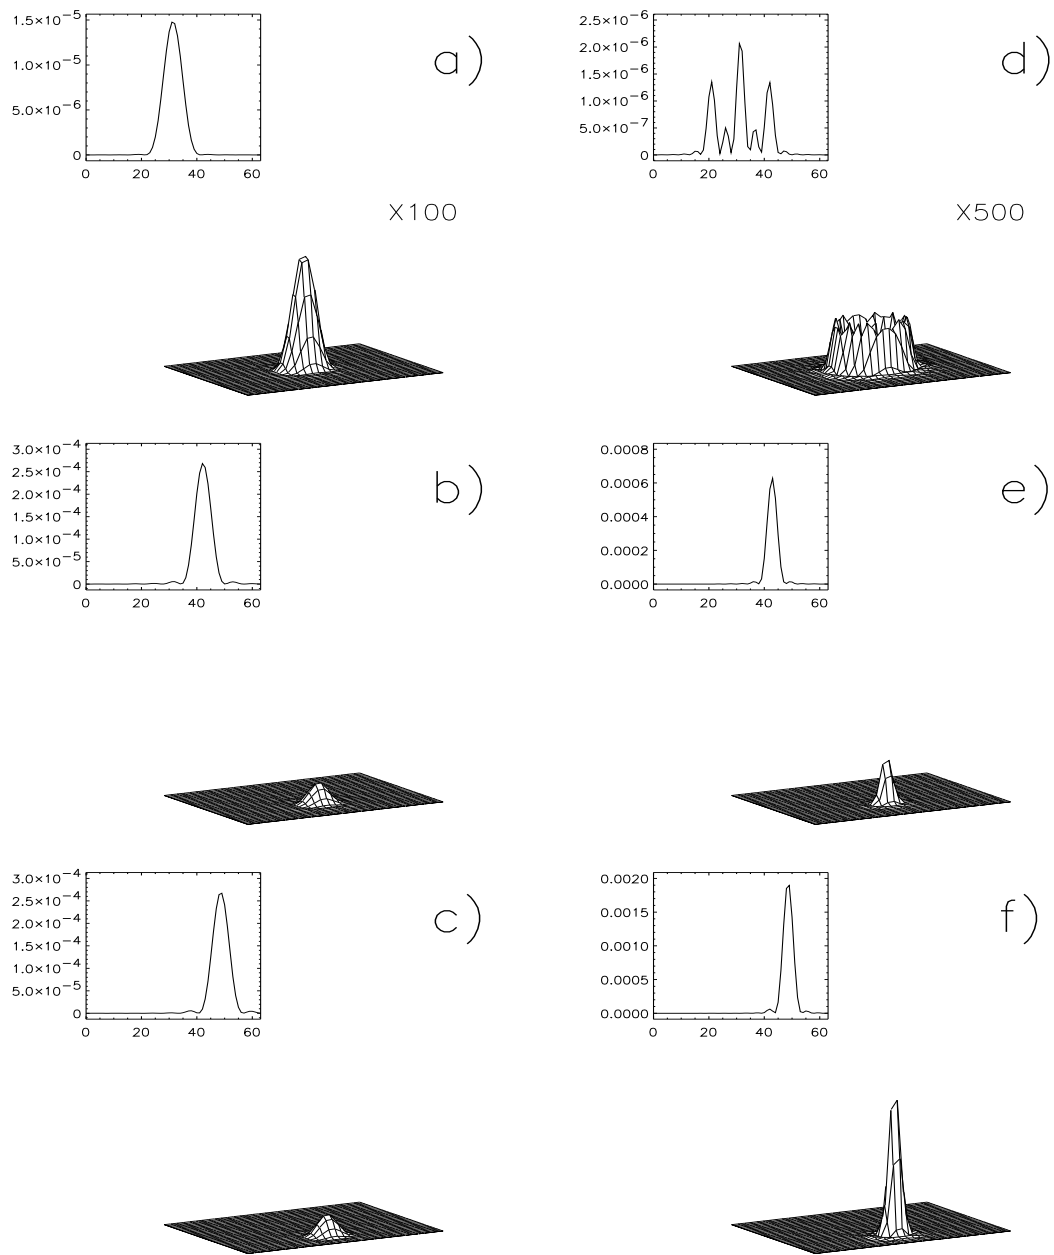 1.5×10⁻⁵
1.0×10⁻⁵
5.0×10⁻⁶
0
0 20 40 60
a)
X100
2.5×10⁻⁶
2.0×10⁻⁶
1.5×10⁻⁶
1.0×10⁻⁶
5.0×10⁻⁷
0
0 20 40 60
d)
X500
3.0×10⁻⁴
2.5×10⁻⁴
2.0×10⁻⁴
1.5×10⁻⁴
1.0×10⁻⁴
5.0×10⁻⁵
0
0 20 40 60
b)
0.0008
0.0006
0.0004
0.0002
0.0000
0 20 40 60
e)
3.0×10⁻⁴
2.5×10⁻⁴
2.0×10⁻⁴
1.5×10⁻⁴
1.0×10⁻⁴
5.0×10⁻⁵
0
0 20 40 60
c)
0.0020
0.0015
0.0010
0.0005
0.0000
0 20 40 60
f)